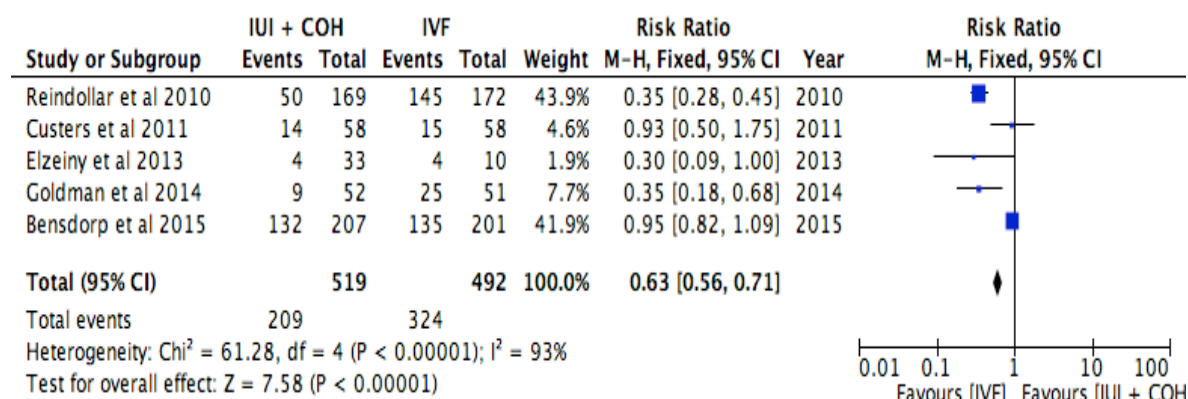 IUI + COH IVF Risk Ratio Risk Ratio
Study or Subgroup Events Total Events Total Weight M-H, Fixed, 95% CI Year M-H, Fixed, 95% CI
Reindollar et al 2010 50 169 145 172 43.9% 0.35 [0.28, 0.45] 2010
Custers et al 2011 14 58 15 58 4.6% 0.93 [0.50, 1.75] 2011
Elzeiny et al 2013 4 33 4 10 1.9% 0.30 [0.09, 1.00] 2013
Goldman et al 2014 9 52 25 51 7.7% 0.35 [0.18, 0.68] 2014
Bensdorp et al 2015 132 207 135 201 41.9% 0.95 [0.82, 1.09] 2015
Total (95% CI) 519 492 100.0% 0.63 [0.56, 0.71]
Total events 209 324
Heterogeneity: Chi² = 61.28, df = 4 (P < 0.00001); I² = 93%
Test for overall effect: Z = 7.58 (P < 0.00001)
0.01 0.1 1 10 100
Favours [IVF] Favours [IUI + COH]